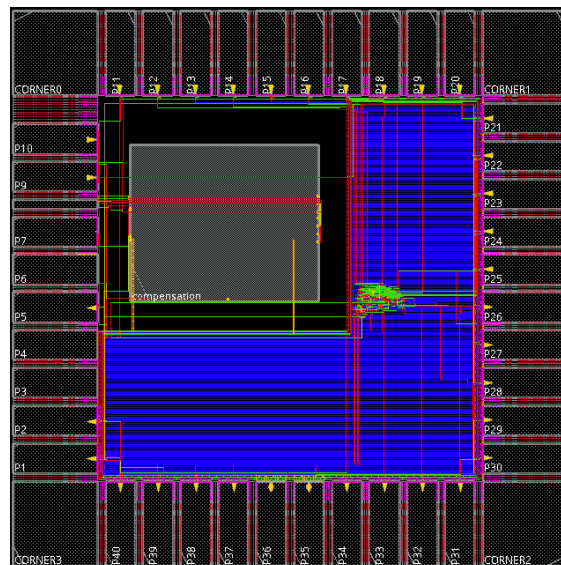 CORNER0
P11
P12
P13
P14
P15
P16
P17
P18
P19
P20
CORNER1
P10
P9
P7
P6
P5
P4
P3
P2
P1
P21
P22
P23
P24
P25
P26
P27
P28
P29
P30
compensation
CORNER3
P40
P39
P38
P37
P36
P35
P34
P33
P32
P31
CORNER2